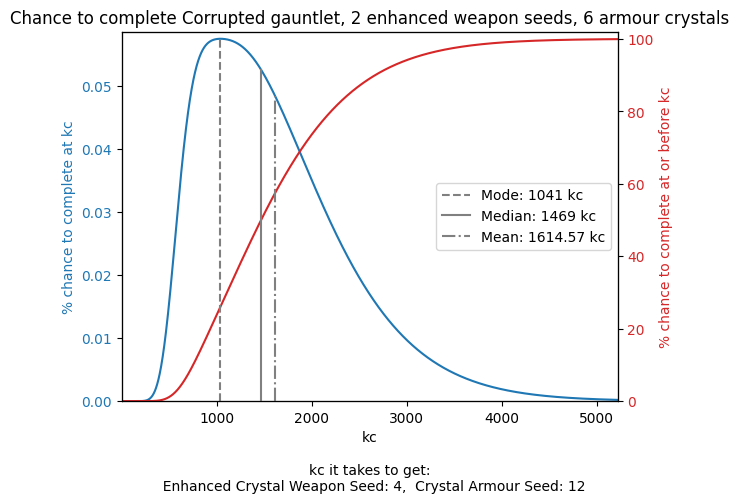 Chance to complete Corrupted gauntlet, 2 enhanced weapon seeds, 6 armour crystals
% chance to complete at kc
0.05
0.04
0.03
0.02
0.01
0.00
Mode: 1041 kc
Median: 1469 kc
Mean: 1614.57 kc
100
80
60
40
20
0
% chance to complete at or before kc
1000 2000 3000 4000 5000
kc
kc it takes to get:
Enhanced Crystal Weapon Seed: 4,  Crystal Armour Seed: 12